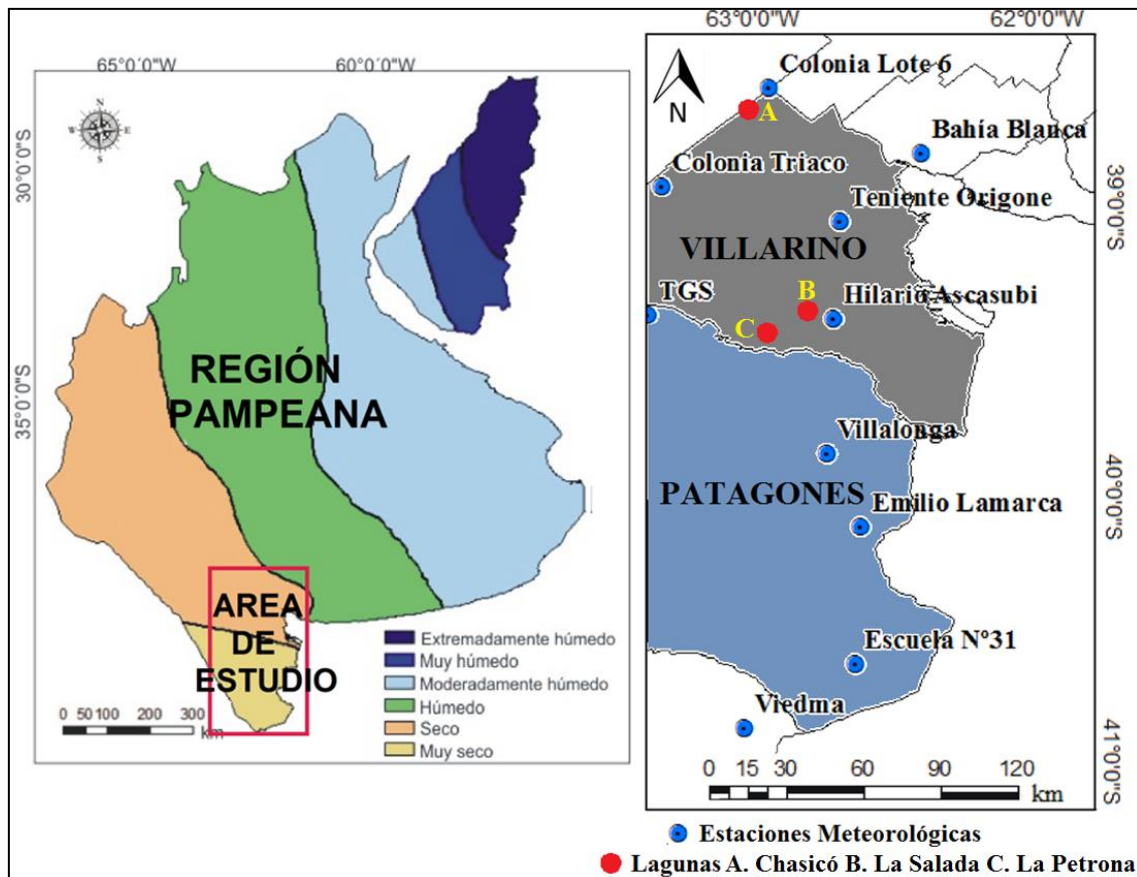 65°0'0"W
60°0'0"W
30°0'0"S
35°0'0"S
N
W
E
S
REGIÓN
PAMPEANA
AREA
DE
ESTUDIO
0 50 100 200 300
km
Extremadamente húmedo
Muy húmedo
Moderadamente húmedo
Húmedo
Seco
Muy seco
63°0'0"W
62°0'0"W
39°0'0"S
40°0'0"S
41°0'0"S
N
Colonia Lote 6
A
Bahía Blanca
Colonia Triaco
Teniente Origone
VILLARINO
TGS
B
Hilario Ascasubi
C
Villalonga
PATAGONES
Emilio Lamarca
Escuela N°31
Viedma
0 15 30 60 90 120
km
Estaciones Meteorológicas
Lagunas A. Chasicó B. La Salada C. La Petrona